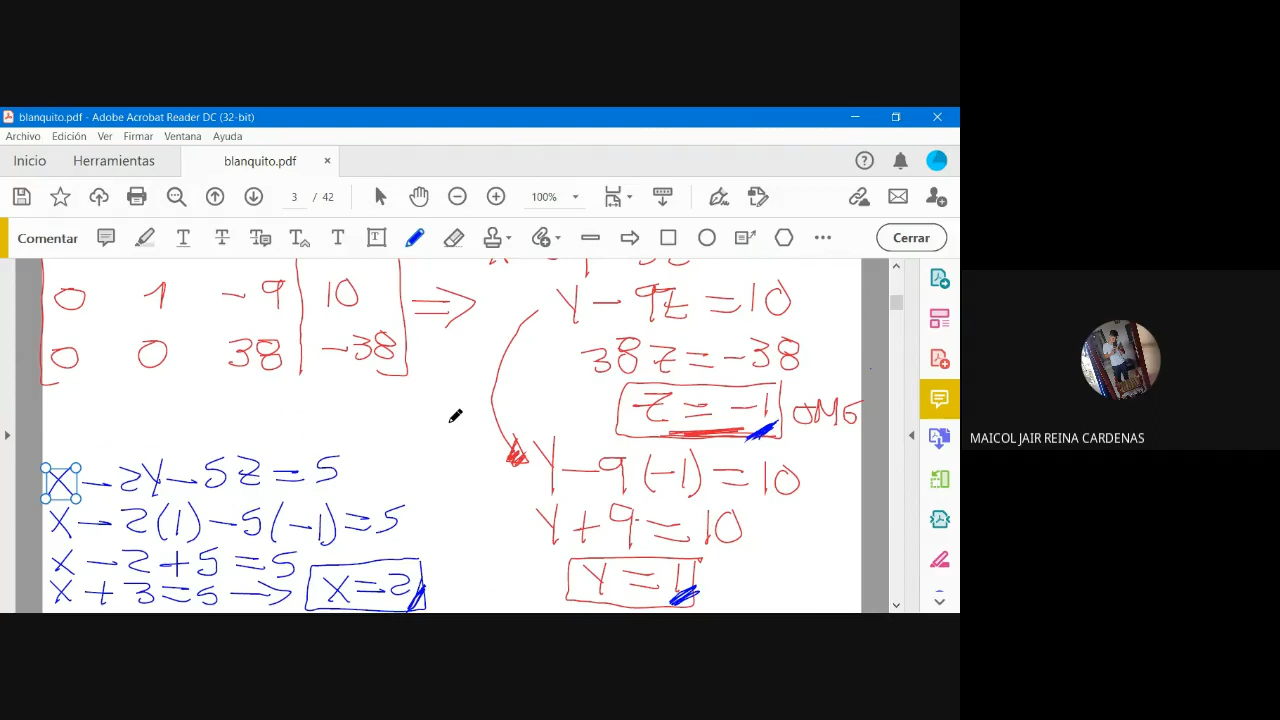 blanquito.pdf - Adobe Acrobat Reader DC (32-bit)
Archivo Edición Ver Firmar Ventana Ayuda
Inicio Herramientas blanquito.pdf ×
3 / 42 100%
Comentar Cerrar
0 1 -9 10
0 0 38 -38
Y - 9Z = 10
38Z = -38
Z = -1
Y - 9(-1) = 10
Y + 9 = 10
Y = 1
X - 2Y - 5Z = 5
X - 2(1) - 5(-1) = 5
X - 2 + 5 = 5
X + 3 = 5 → X = 2
MAICOL JAIR REINA CARDENAS